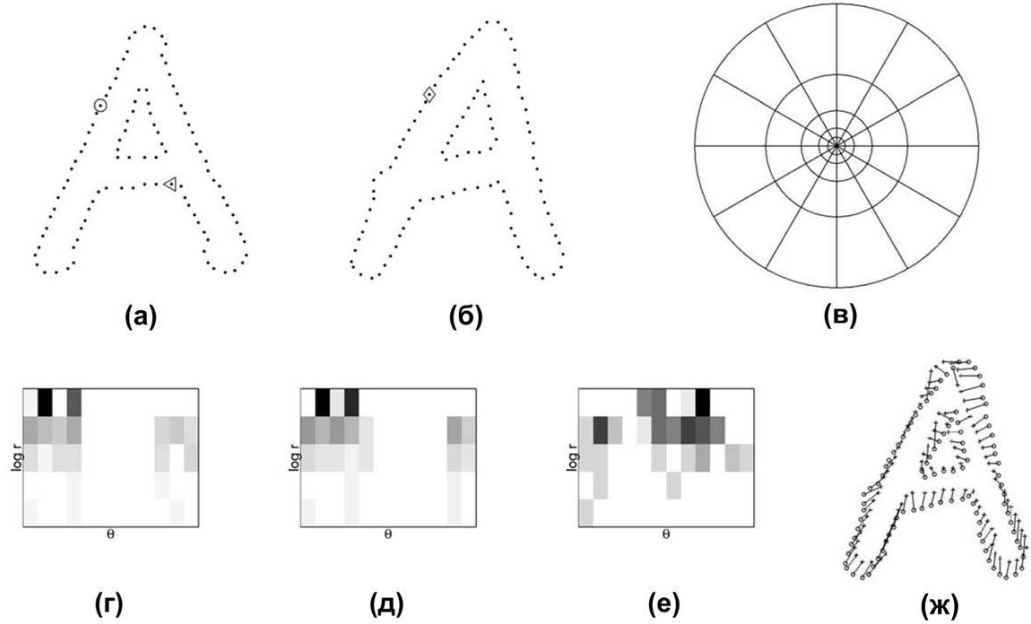 (а) (б) (в)
log r θ log r θ log r θ
(г) (д) (е) (ж)